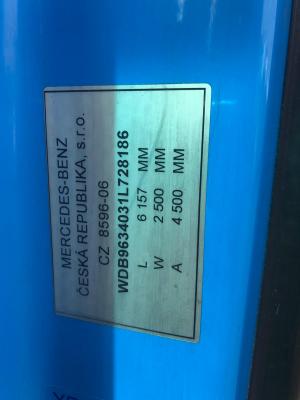 MERCEDES-BENZ
ČESKÁ REPUBLIKA, s.r.o.
CZ 8596-06
WDB9634031L728186
L 6 157 MM
W 2 500 MM
A 4 500 MM